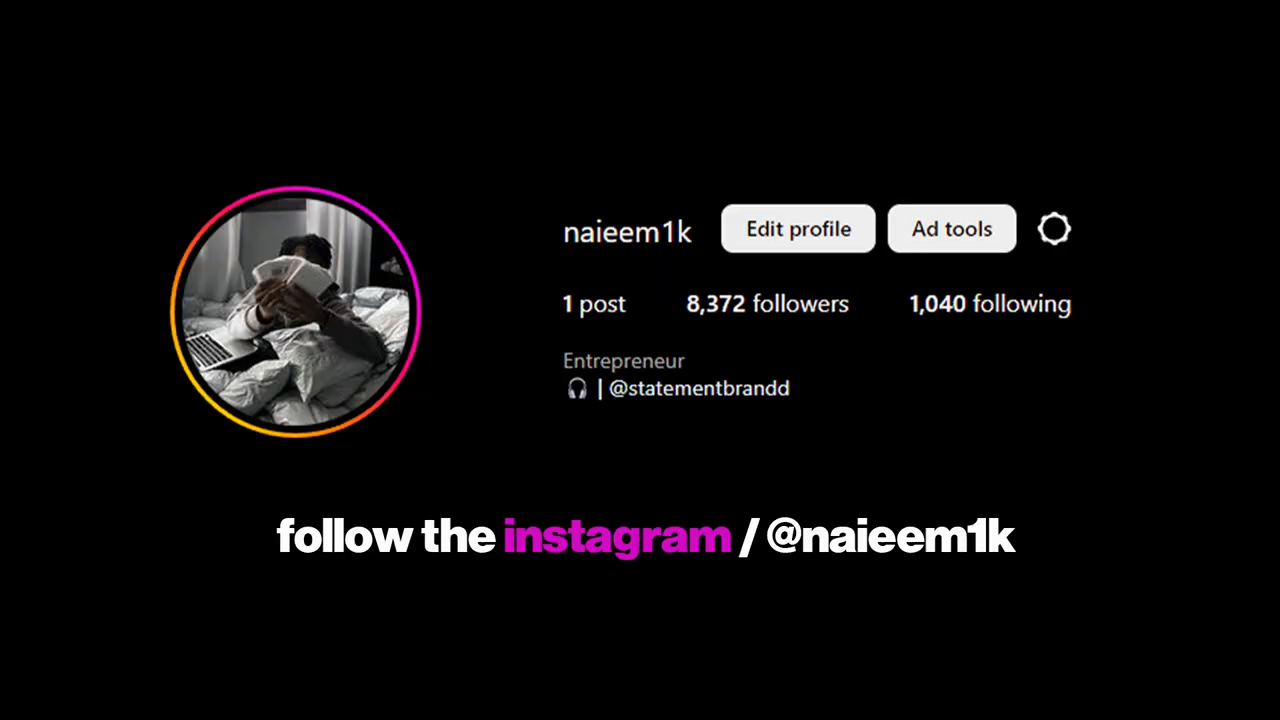 naieem1k Edit profile Ad tools
1 post 8,372 followers 1,040 following
Entrepreneur
🎧 | @statementbrandd
follow the instagram / @naieem1k